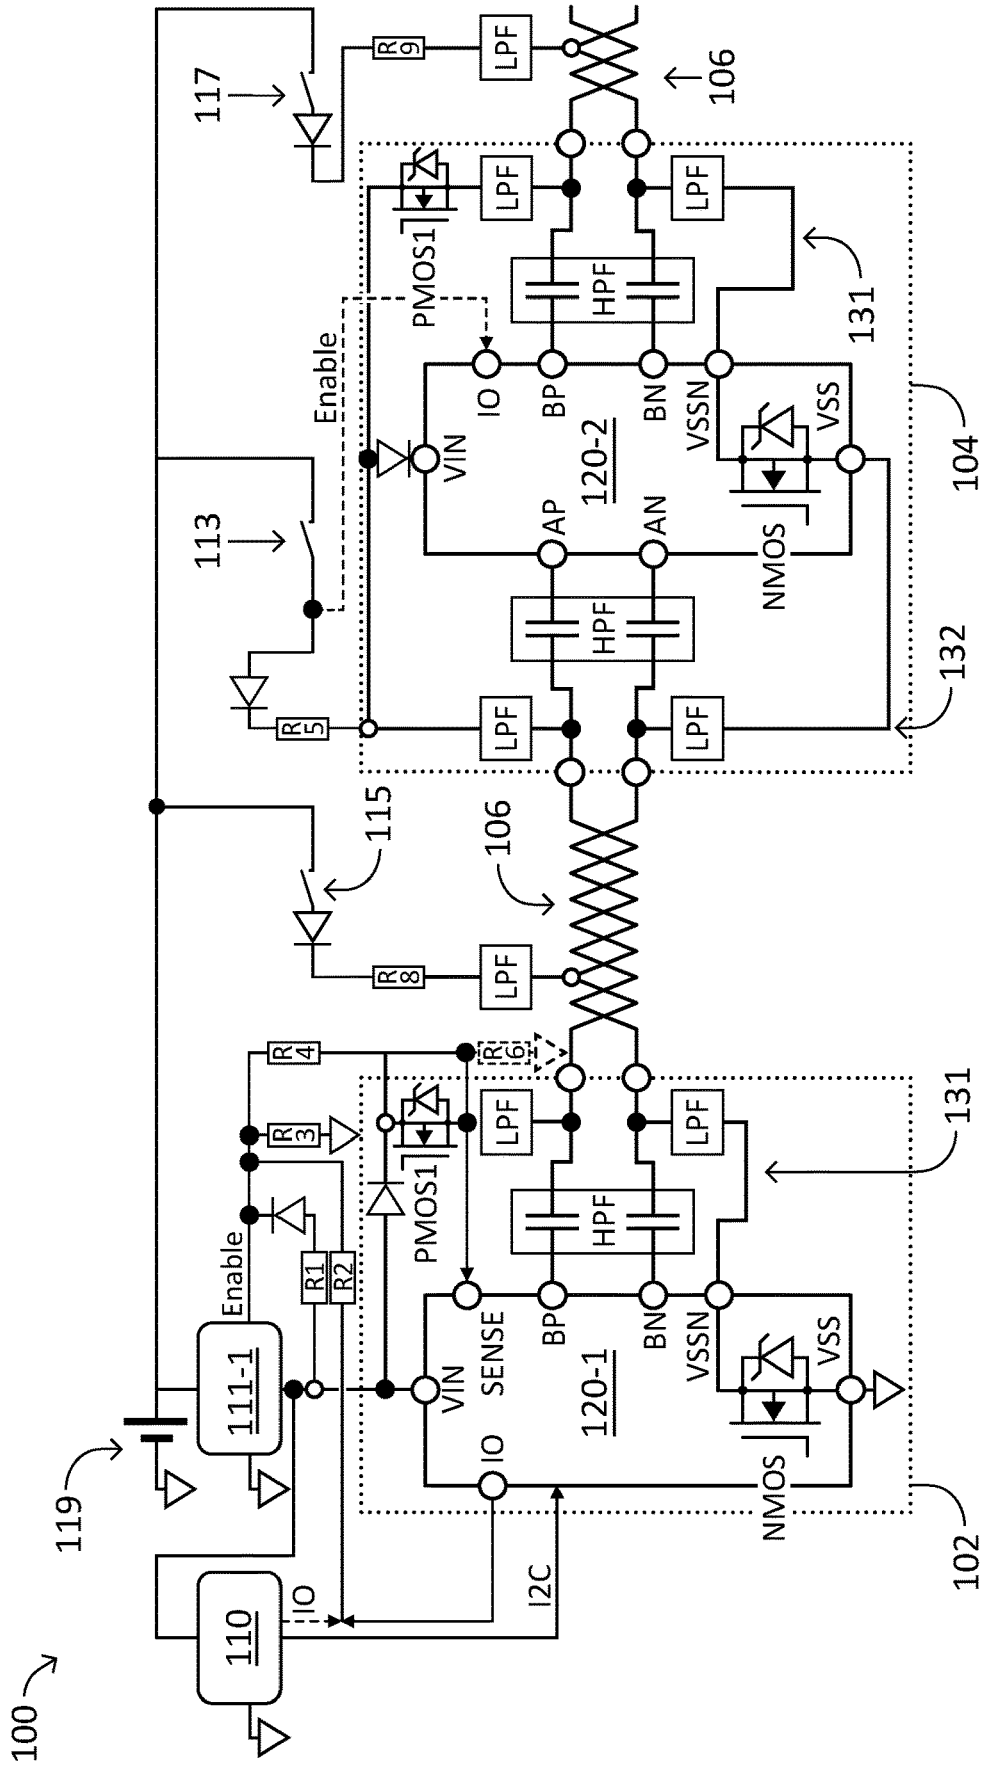 100
119
110
IO
I2C
111-1
Enable
R1
R2
R3
R4
R6
102
IO
VIN
SENSE
BP
BN
VSSN
VSS
120-1
NMOS
PMOS1
HPF
LPF
LPF
131
115
R8
LPF
106
113
R5
Enable
104
LPF
LPF
HPF
132
AP
AN
VIN
IO
BP
BN
VSSN
VSS
120-2
NMOS
HPF
PMOS1
LPF
LPF
131
117
R9
LPF
106